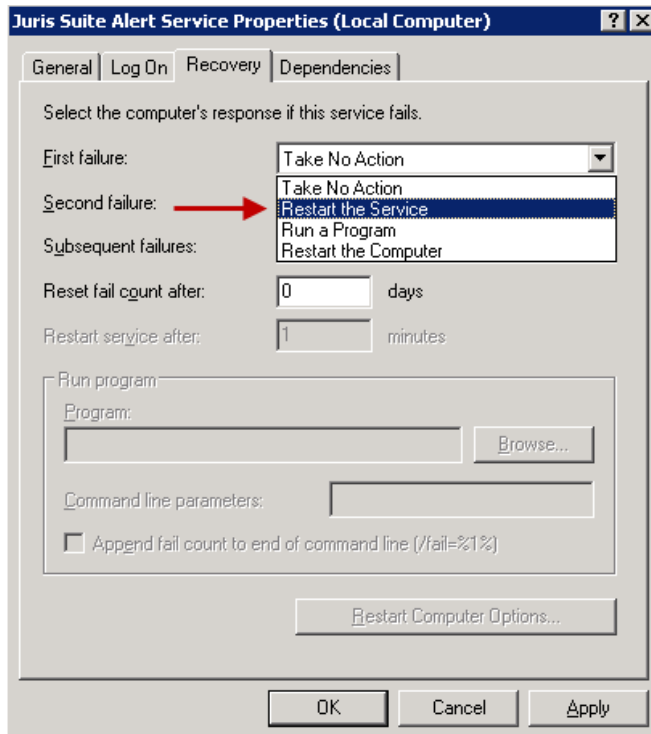 Juris Suite Alert Service Properties (Local Computer)
General Log On Recovery Dependencies
Select the computer's response if this service fails.
First failure: Take No Action
Take No Action
Second failure: Restart the Service
Run a Program
Subsequent failures: Restart the Computer
Reset fail count after: 0 days
Restart service after: 1 minutes
Run program
Program:
Browse...
Command line parameters:
Append fail count to end of command line (/fail=%1%)
Restart Computer Options...
OK Cancel Apply